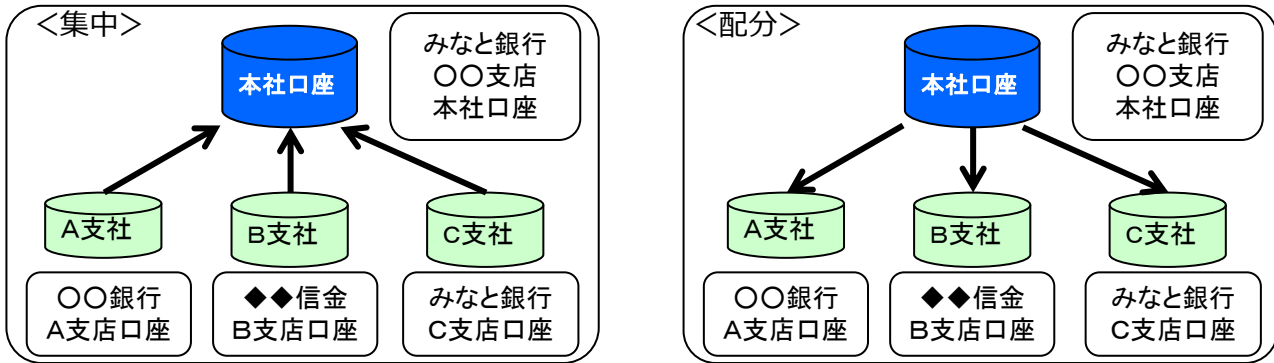 ＜集中＞
本社口座
みなと銀行
〇〇支店
本社口座
A支社
B支社
C支社
〇〇銀行
A支店口座
◆◆信金
B支店口座
みなと銀行
C支店口座
＜配分＞
本社口座
みなと銀行
〇〇支店
本社口座
A支社
B支社
C支社
〇〇銀行
A支店口座
◆◆信金
B支店口座
みなと銀行
C支店口座